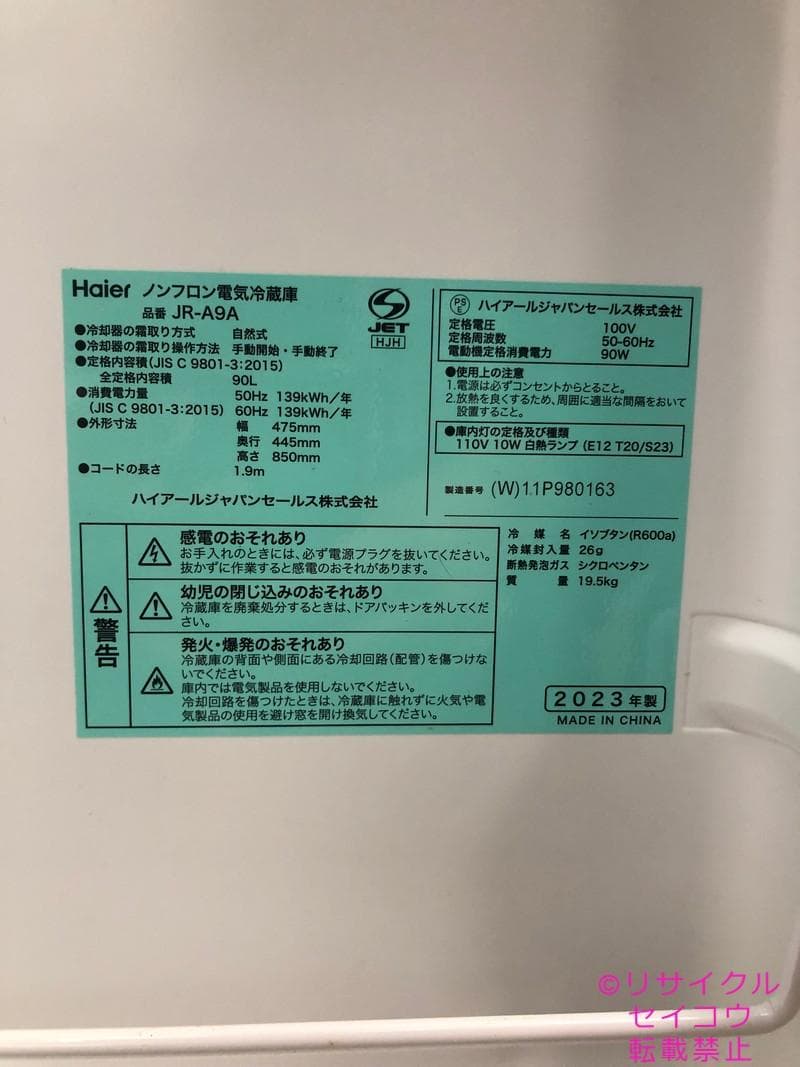 Haier ノンフロン電気冷蔵庫
品番 JR-A9A
●冷却器の霜取り方式 自然式
●冷却器の霜取り操作方法 手動開始・手動終了
●定格内容積(JIS C 9801-3:2015)
全定格内容積 90L
●消費電力量 50Hz 139kWh/年
(JIS C 9801-3:2015) 60Hz 139kWh/年
●外形寸法 幅 475mm
奥行 445mm
高さ 850mm
●コードの長さ 1.9m
ハイアールジャパンセールス株式会社
JET
HJH
PS E ハイアールジャパンセールス株式会社
定格電圧 100V
定格周波数 50-60Hz
電動機定格消費電力 90W
●使用上の注意
1.電源は必ずコンセントからとること。
2.放熱を良くするため、周囲に適当な間隔をおいて
設置すること。
●庫内灯の定格及び種類
110V 10W 白熱ランプ (E12 T20/S23)
製造番号 (W)11P980163
警告
感電のおそれあり
お手入れのときには、必ず電源プラグを抜いてください。
抜かずに作業すると感電のおそれがあります。
幼児の閉じ込みのおそれあり
冷蔵庫を廃棄処分するときは、ドアパッキンを外してくだ
さい。
発火・爆発のおそれあり
冷蔵庫の背面や側面にある冷却回路(配管)を傷つけな
いでください。
庫内では電気製品を使用しないでください。
冷却回路を傷つけたときは、冷蔵庫に触れずに火気や電
気製品の使用を避け窓を開け換気してください。
冷媒名 イソブタン(R600a)
冷媒封入量 26g
断熱発泡ガス シクロペンタン
質量 19.5kg
2023年製
MADE IN CHINA
©リサイクル
セイコウ
転載禁止